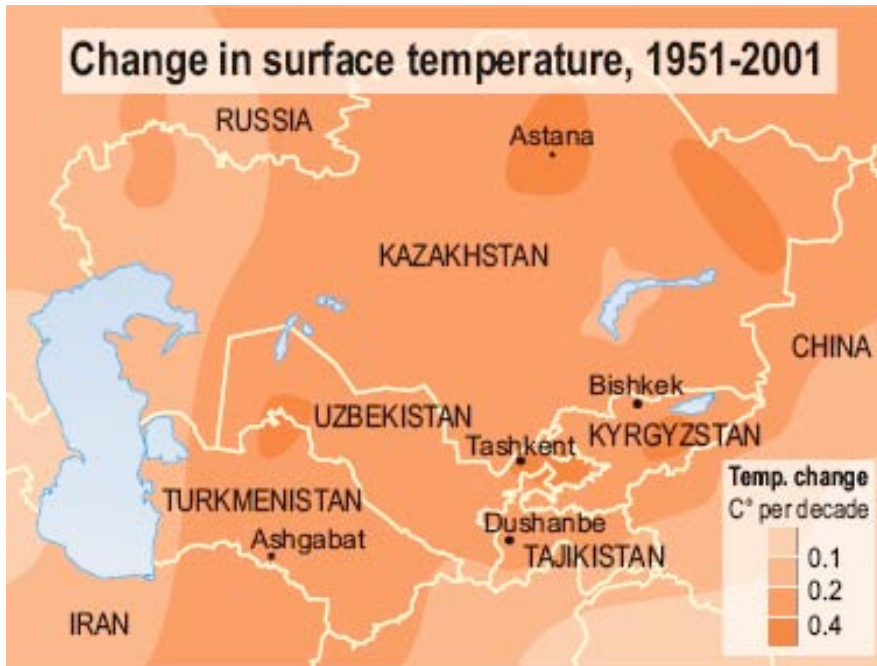 Change in surface temperature, 1951-2001
RUSSIA
Astana
KAZAKHSTAN
CHINA
Bishkek
UZBEKISTAN
KYRGYZSTAN
Tashkent
TURKMENISTAN
Dushanbe
Ashgabat
TAJIKISTAN
IRAN
Temp. change
C° per decade
0.1
0.2
0.4